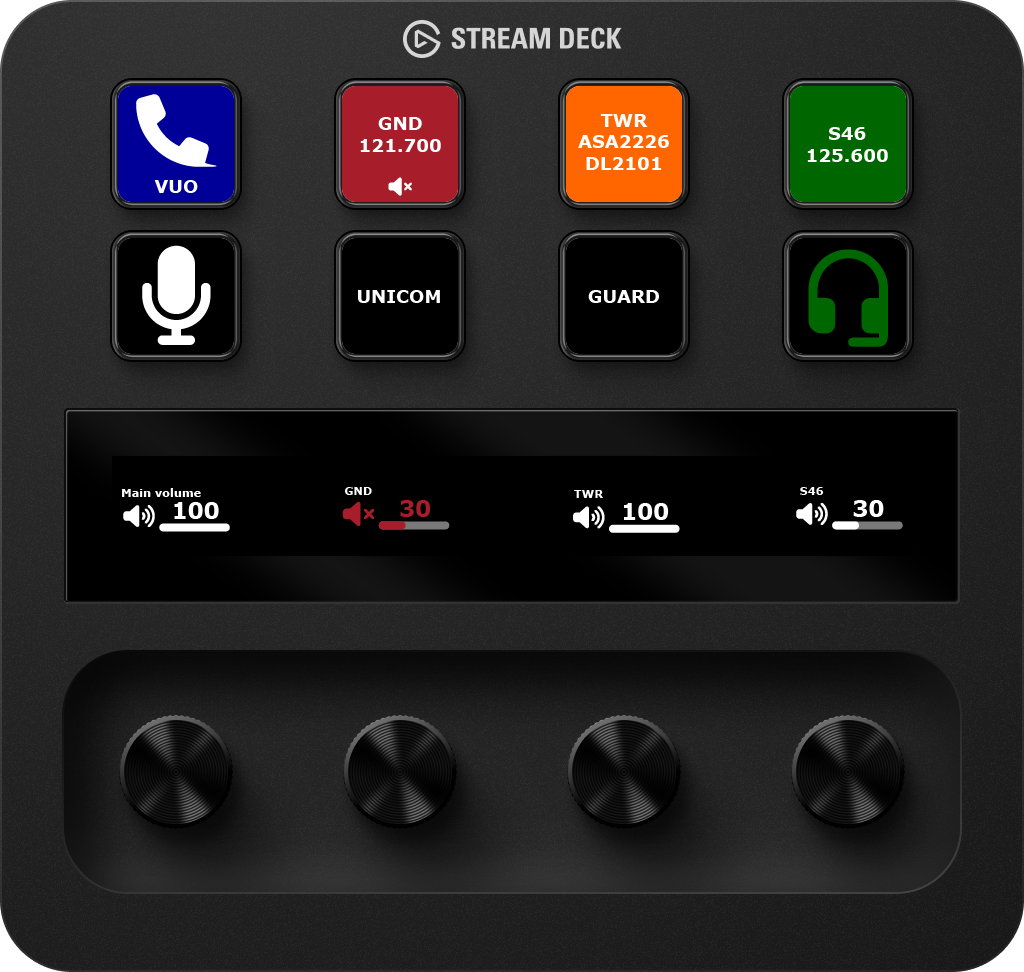 STREAM DECK
VUO
GND
121.700
TWR
ASA2226
DL2101
S46
125.600
UNICOM
GUARD
Main volume
100
GND
30
TWR
100
S46
30